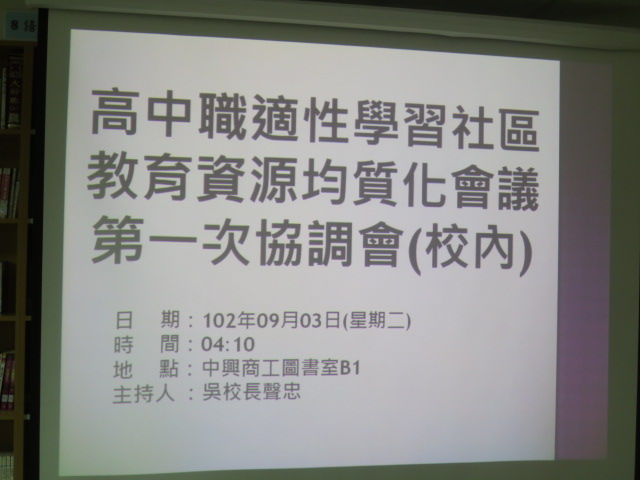 高中職適性學習社區
教育資源均質化會議
第一次協調會(校內)
日　期：102年09月03日(星期二)
時　間：04:10
地　點：中興商工圖書室B1
主持人：吳校長聲忠